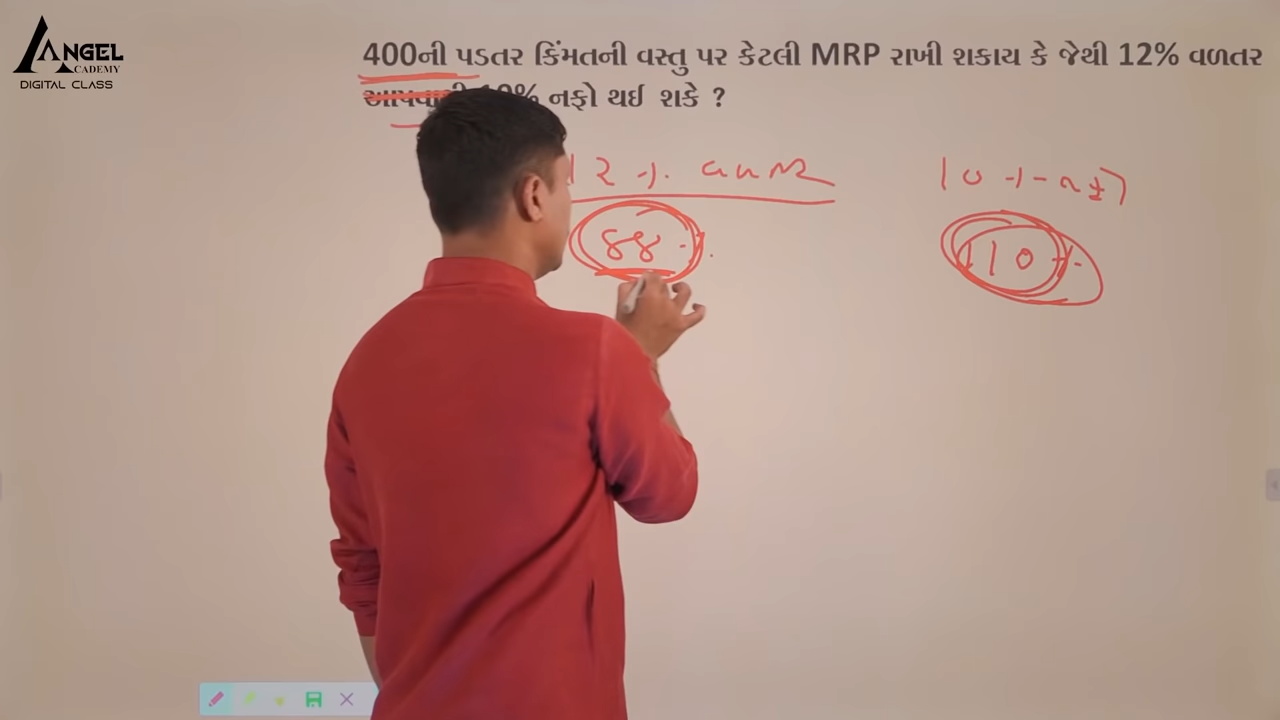 ANGEL
ACADEMY
DIGITAL CLASS
400ની પડતર કિંમતની વસ્તુ પર કેટલી MRP રાખી શકાય કે જેથી 12% વળતર
આપવાથી 10% નફો થઈ શકે ?
12 % વળતર
10 % નફો
88 %
110 %